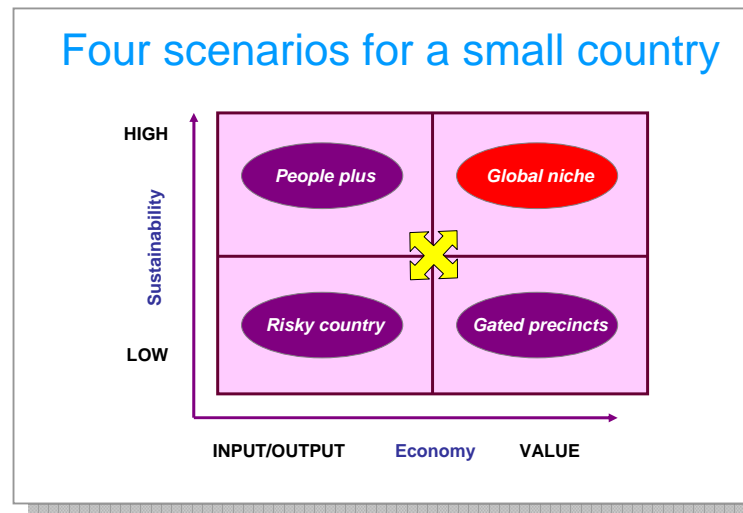 Four scenarios for a small country
HIGH
People plus
Global niche
Sustainability
Risky country
Gated precincts
LOW
INPUT/OUTPUT Economy VALUE